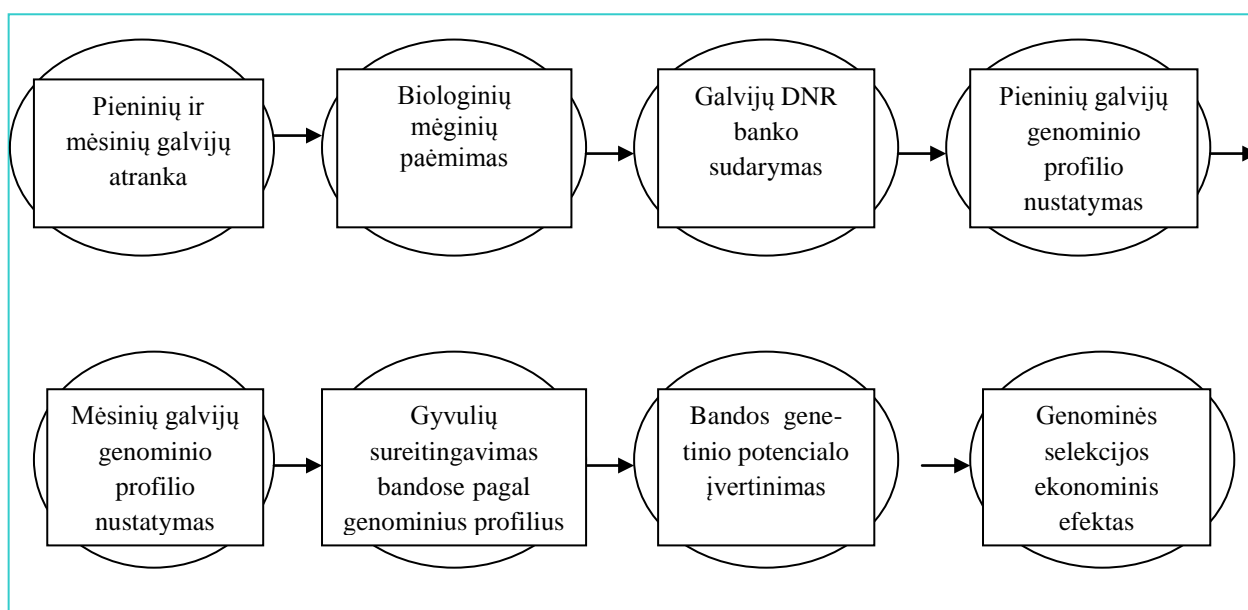 Pieninių ir
mėsinių galvijų
atranka
Biologinių
mėginių
paėmimas
Galvijų DNR
banko
sudarymas
Pieninių galvijų
genominio
profilio
nustatymas
Mėsinių galvijų
genominio
profilio
nustatymas
Gyvulių
sureitingavimas
bandose pagal
genominius profilius
Bandos gene-
tinio potencialo
įvertinimas
Genominės
selekcijos
ekonominis
efektas